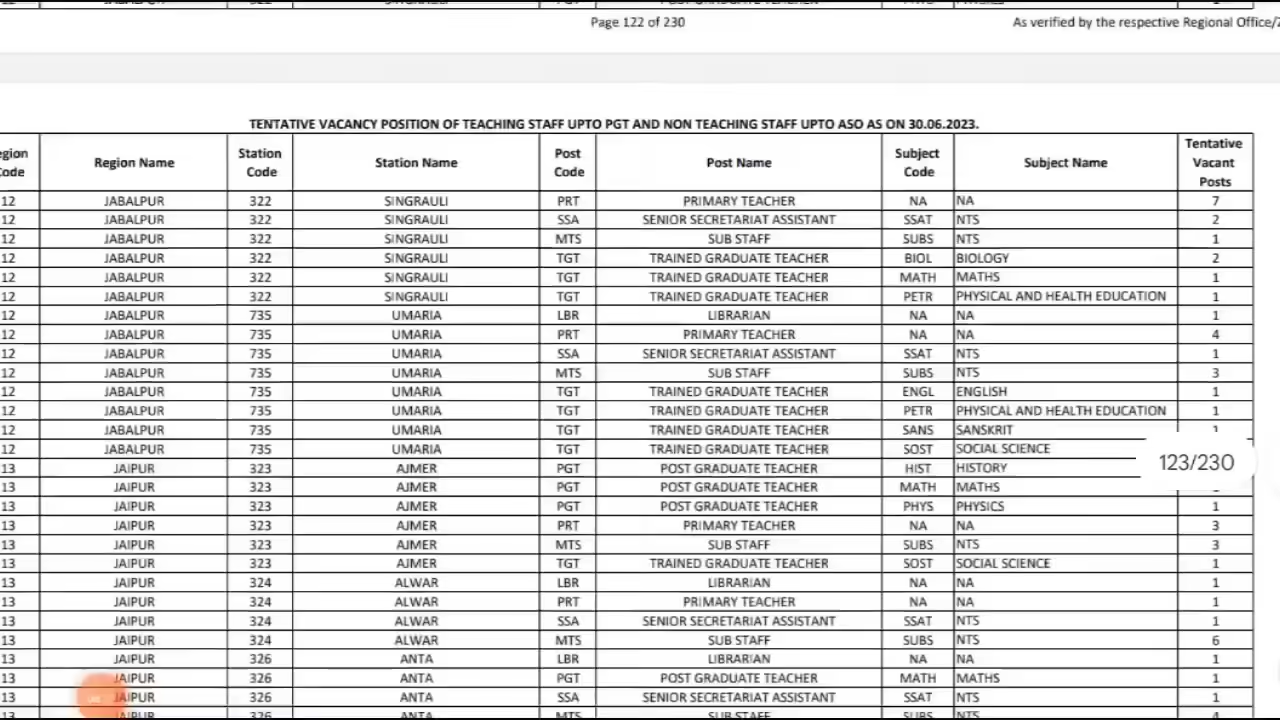 Page 122 of 230 As verified by the respective Regional Office/
TENTATIVE VACANCY POSITION OF TEACHING STAFF UPTO PGT AND NON TEACHING STAFF UPTO ASO AS ON 30.06.2023.
egion Code Region Name Station Code Station Name Post Code Post Name Subject Code Subject Name Tentative Vacant Posts
12 JABALPUR 322 SINGRAULI PRT PRIMARY TEACHER NA NA 7
12 JABALPUR 322 SINGRAULI SSA SENIOR SECRETARIAT ASSISTANT SSAT NTS 2
12 JABALPUR 322 SINGRAULI MTS SUB STAFF SUBS NTS 1
12 JABALPUR 322 SINGRAULI TGT TRAINED GRADUATE TEACHER BIOL BIOLOGY 2
12 JABALPUR 322 SINGRAULI TGT TRAINED GRADUATE TEACHER MATH MATHS 1
12 JABALPUR 322 SINGRAULI TGT TRAINED GRADUATE TEACHER PETR PHYSICAL AND HEALTH EDUCATION 1
12 JABALPUR 735 UMARIA LBR LIBRARIAN NA NA 1
12 JABALPUR 735 UMARIA PRT PRIMARY TEACHER NA NA 4
12 JABALPUR 735 UMARIA SSA SENIOR SECRETARIAT ASSISTANT SSAT NTS 1
12 JABALPUR 735 UMARIA MTS SUB STAFF SUBS NTS 3
12 JABALPUR 735 UMARIA TGT TRAINED GRADUATE TEACHER ENGL ENGLISH 1
12 JABALPUR 735 UMARIA TGT TRAINED GRADUATE TEACHER PETR PHYSICAL AND HEALTH EDUCATION 1
12 JABALPUR 735 UMARIA TGT TRAINED GRADUATE TEACHER SANS SANSKRIT
12 JABALPUR 735 UMARIA TGT TRAINED GRADUATE TEACHER SOST SOCIAL SCIENCE
123/230
13 JAIPUR 323 AJMER PGT POST GRADUATE TEACHER HIST HISTORY
13 JAIPUR 323 AJMER PGT POST GRADUATE TEACHER MATH MATHS
13 JAIPUR 323 AJMER PGT POST GRADUATE TEACHER PHYS PHYSICS 1
13 JAIPUR 323 AJMER PRT PRIMARY TEACHER NA NA 3
13 JAIPUR 323 AJMER MTS SUB STAFF SUBS NTS 3
13 JAIPUR 323 AJMER TGT TRAINED GRADUATE TEACHER SOST SOCIAL SCIENCE 1
13 JAIPUR 324 ALWAR LBR LIBRARIAN NA NA 1
13 JAIPUR 324 ALWAR PRT PRIMARY TEACHER NA NA 1
13 JAIPUR 324 ALWAR SSA SENIOR SECRETARIAT ASSISTANT SSAT NTS 1
13 JAIPUR 324 ALWAR MTS SUB STAFF SUBS NTS 6
13 JAIPUR 326 ANTA LBR LIBRARIAN NA NA 1
13 JAIPUR 326 ANTA PGT POST GRADUATE TEACHER MATH MATHS 1
13 JAIPUR 326 ANTA SSA SENIOR SECRETARIAT ASSISTANT SSAT NTS 1
13 JAIPUR 326 ANTA MTS SUB STAFF SUBS NTS